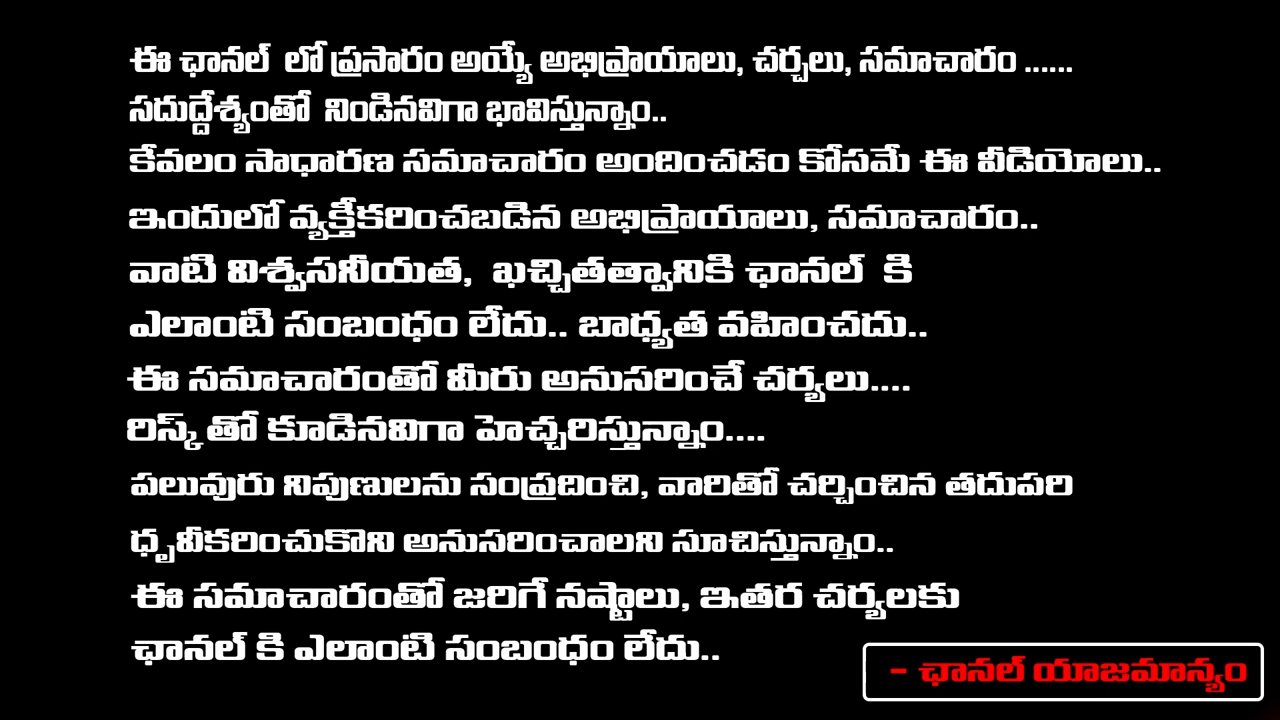 ఈ ఛానల్ లో ప్రసారం అయ్యే అభిప్రాయాలు, చర్చలు, సమాచారం ......
సదుద్దేశ్యంతో నిండినవిగా భావిస్తున్నాం..
కేవలం సాధారణ సమాచారం అందించడం కోసమే ఈ వీడియోలు..
ఇందులో వ్యక్తీకరించబడిన అభిప్రాయాలు, సమాచారం..
వాటి విశ్వసనీయత, ఖచ్చితత్వానికి ఛానల్ కి
ఎలాంటి సంబంధం లేదు.. బాధ్యత వహించదు..
ఈ సమాచారంతో మీరు అనుసరించే చర్యలు....
రిస్క్ తో కూడినవిగా హెచ్చరిస్తున్నాం....
పలువురు నిపుణులను సంప్రదించి, వారితో చర్చించిన తదుపరి
ధృవీకరించుకొని అనుసరించాలని సూచిస్తున్నాం..
ఈ సమాచారంతో జరిగే నష్టాలు, ఇతర చర్యలకు
ఛానల్ కి ఎలాంటి సంబంధం లేదు..
- ఛానల్ యాజమాన్యం